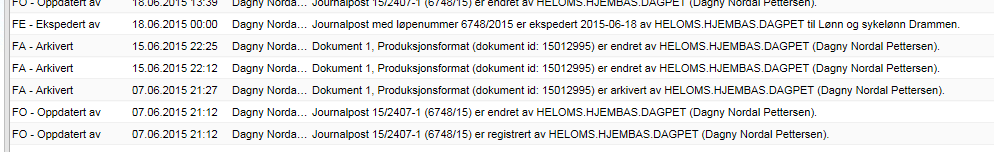 FO - Oppdatert av 18.06.2015 13:39 Dagny Norda... Journalpost 15/2407-1 (6748/15) er endret av HELOMS.HJEMBAS.DAGPET (Dagny Nordal Pettersen).
FE - Ekspedert av 18.06.2015 00:00 Dagny Norda... Journalpost med løpenummer 6748/2015 er ekspedert 2015-06-18 av HELOMS.HJEMBAS.DAGPET til Lønn og sykelønn Drammen.
FA - Arkivert 15.06.2015 22:25 Dagny Norda... Dokument 1, Produksjonsformat (dokument id: 15012995) er endret av HELOMS.HJEMBAS.DAGPET (Dagny Nordal Pettersen).
FA - Arkivert 15.06.2015 22:12 Dagny Norda... Dokument 1, Produksjonsformat (dokument id: 15012995) er endret av HELOMS.HJEMBAS.DAGPET (Dagny Nordal Pettersen).
FA - Arkivert 07.06.2015 21:27 Dagny Norda... Dokument 1, Produksjonsformat (dokument id: 15012995) er arkivert av HELOMS.HJEMBAS.DAGPET (Dagny Nordal Pettersen).
FO - Oppdatert av 07.06.2015 21:12 Dagny Norda... Journalpost 15/2407-1 (6748/15) er endret av HELOMS.HJEMBAS.DAGPET (Dagny Nordal Pettersen).
FO - Oppdatert av 07.06.2015 21:12 Dagny Norda... Journalpost 15/2407-1 (6748/15) er registrert av HELOMS.HJEMBAS.DAGPET (Dagny Nordal Pettersen).